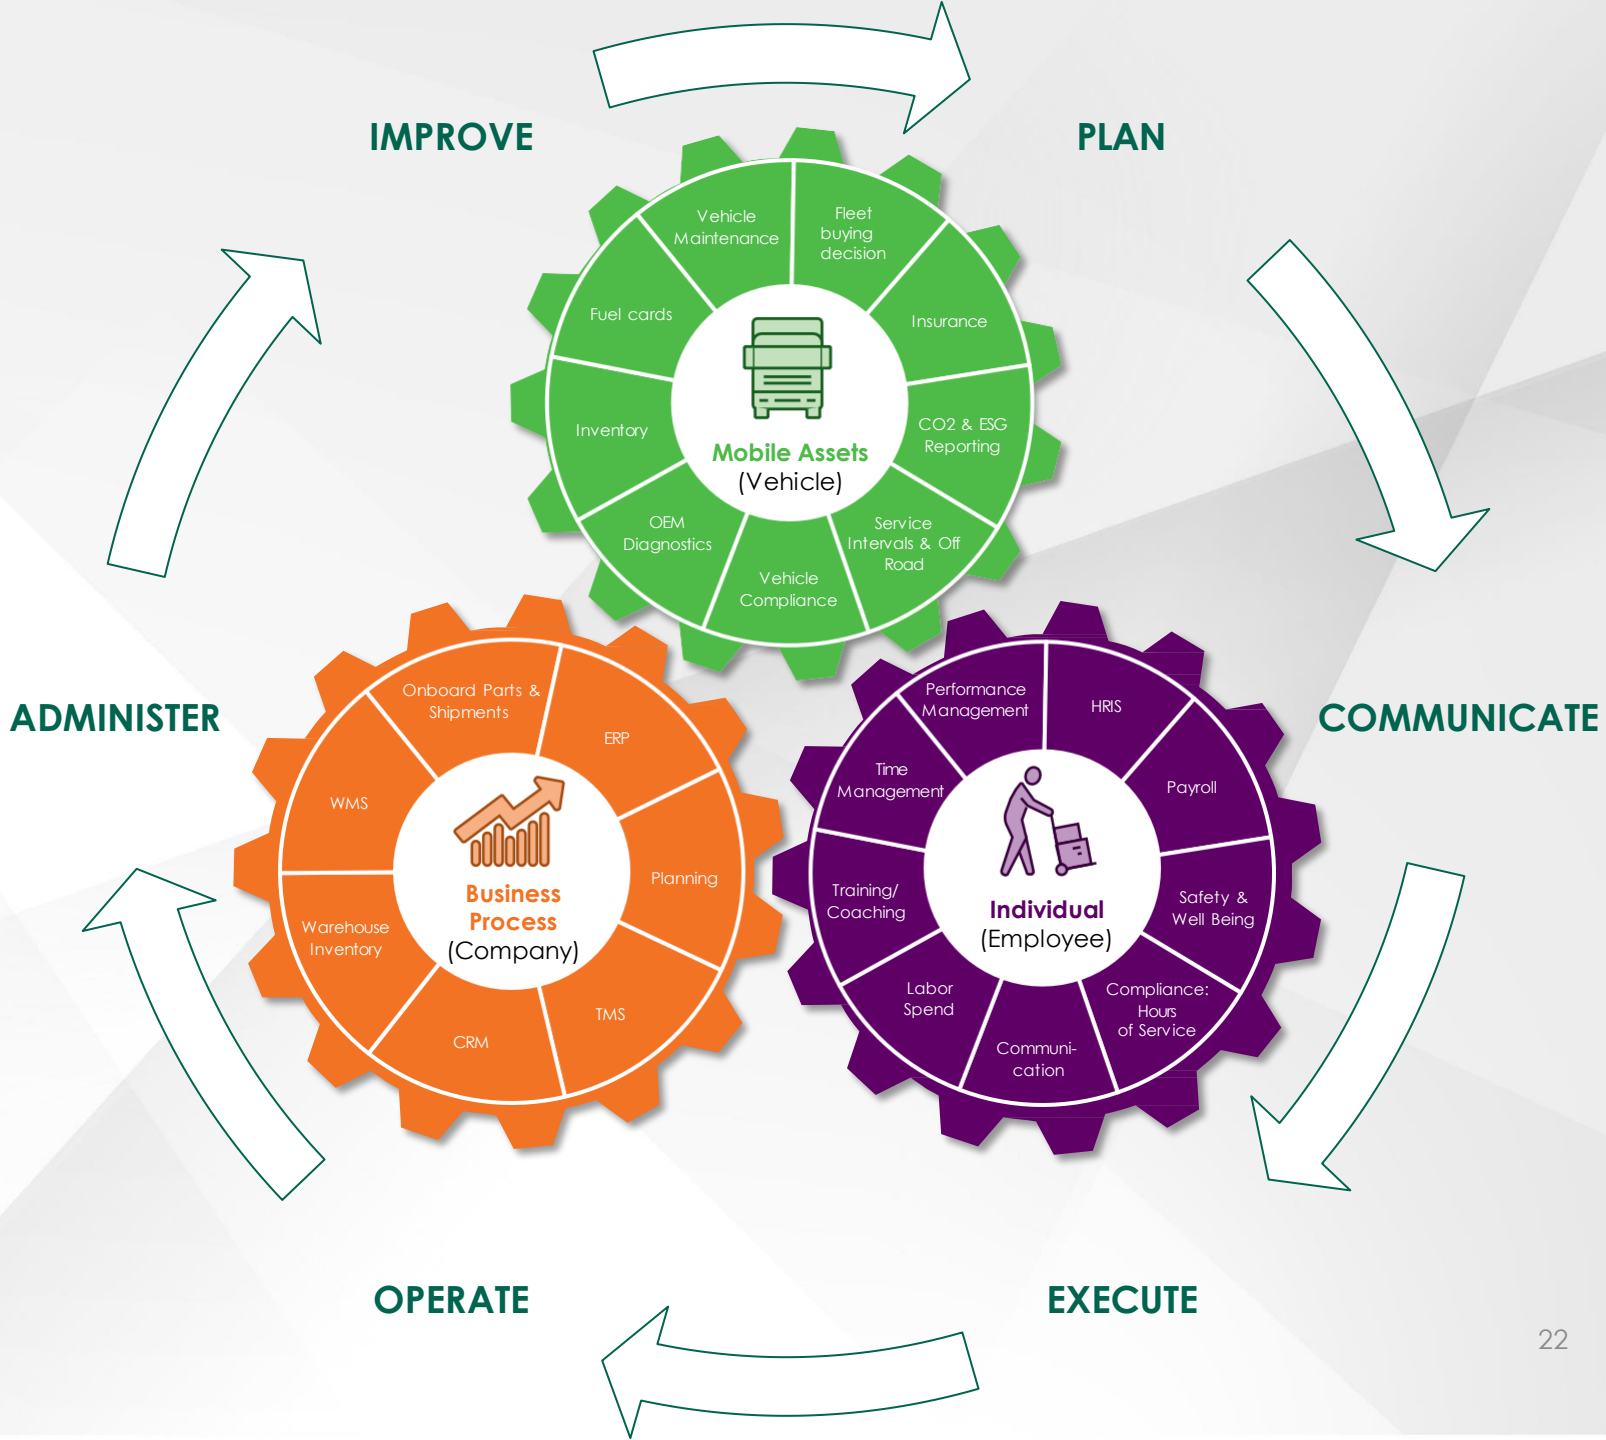 IMPROVE
PLAN
Vehicle
Maintenance
Fleet
buying
decision
Fuel cards
Insurance
Inventory
CO2 & ESG
Reporting
Mobile Assets
(Vehicle)
OEM
Diagnostics
Service
Intervals & Off
Road
Vehicle
Compliance
ADMINISTER
COMMUNICATE
Onboard Parts &
Shipments
ERP
WMS
Planning
Business
Process
(Company)
Warehouse
Inventory
TMS
CRM
Performance
Management
HRIS
Time
Management
Payroll
Training/
Coaching
Safety &
Well Being
Individual
(Employee)
Labor
Spend
Compliance:
Hours
of Service
Communi-
cation
OPERATE
EXECUTE
22